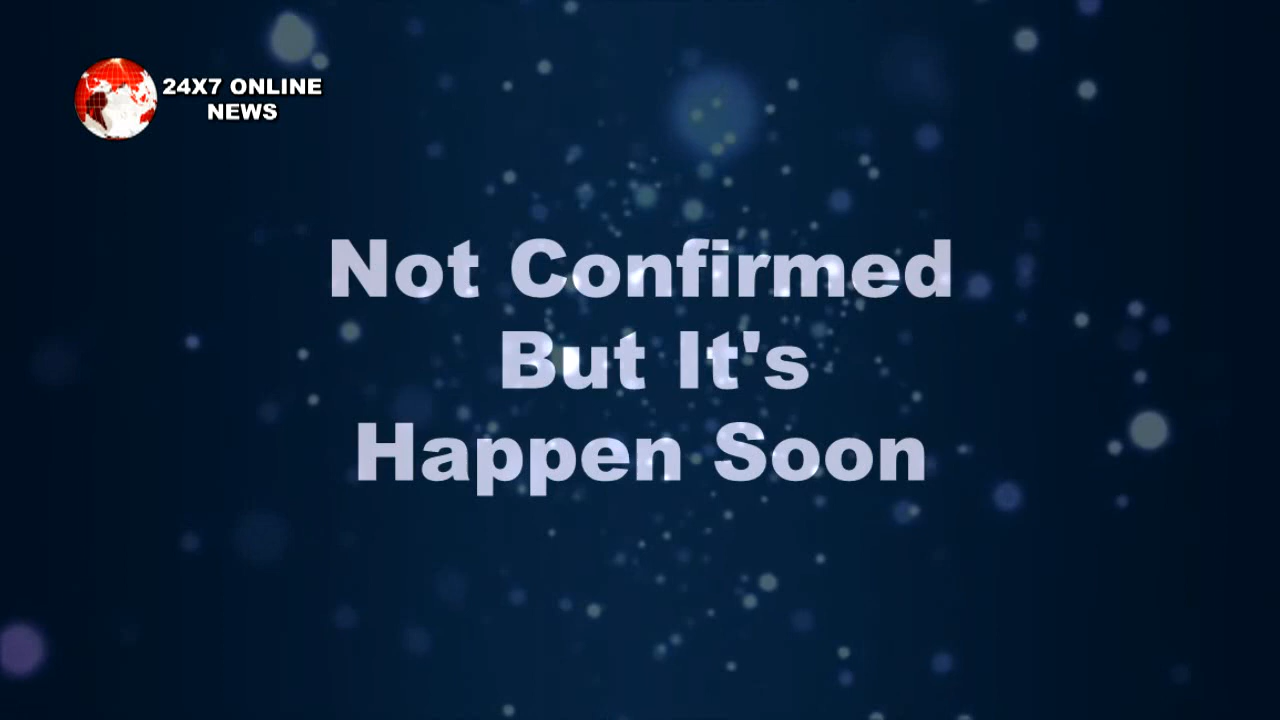 24X7 ONLINE
NEWS
Not Confirmed
But It's
Happen Soon